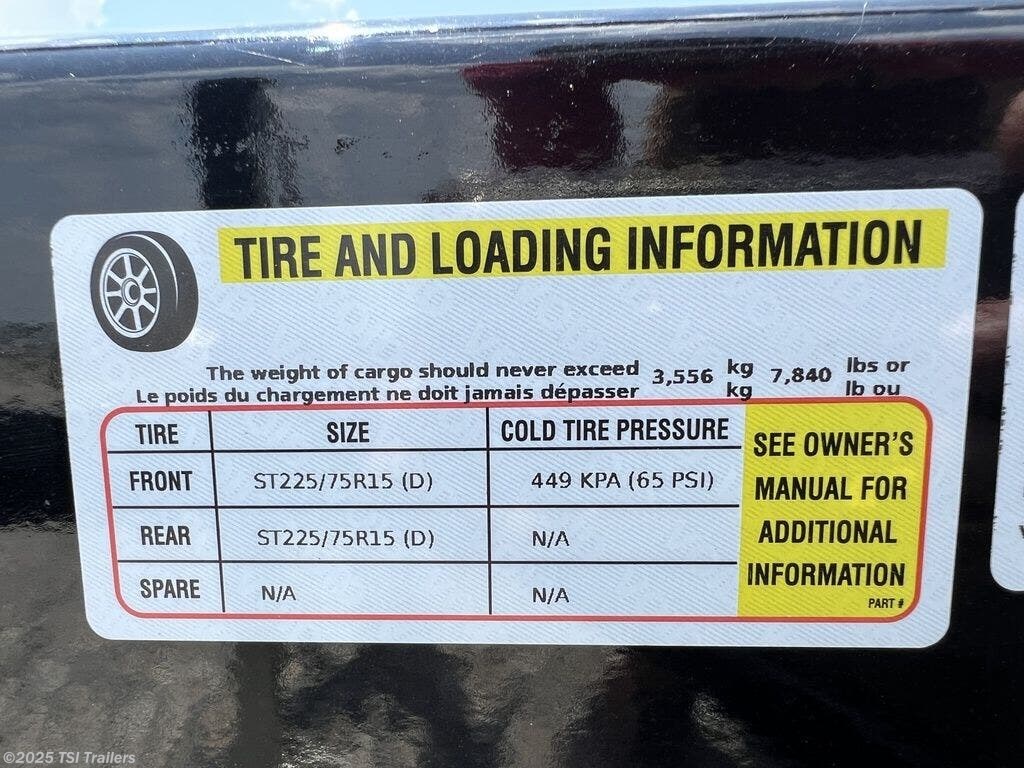 TIRE AND LOADING INFORMATION
The weight of cargo should never exceed 3,556 kg 7,840 lbs or
Le poids du chargement ne doit jamais dépasser kg lb ou
TIRE SIZE COLD TIRE PRESSURE
FRONT ST225/75R15 (D) 449 KPA (65 PSI)
REAR ST225/75R15 (D) N/A
SPARE N/A N/A
SEE OWNER'S
MANUAL FOR
ADDITIONAL
INFORMATION
PART #
©2025 TSI Trailers